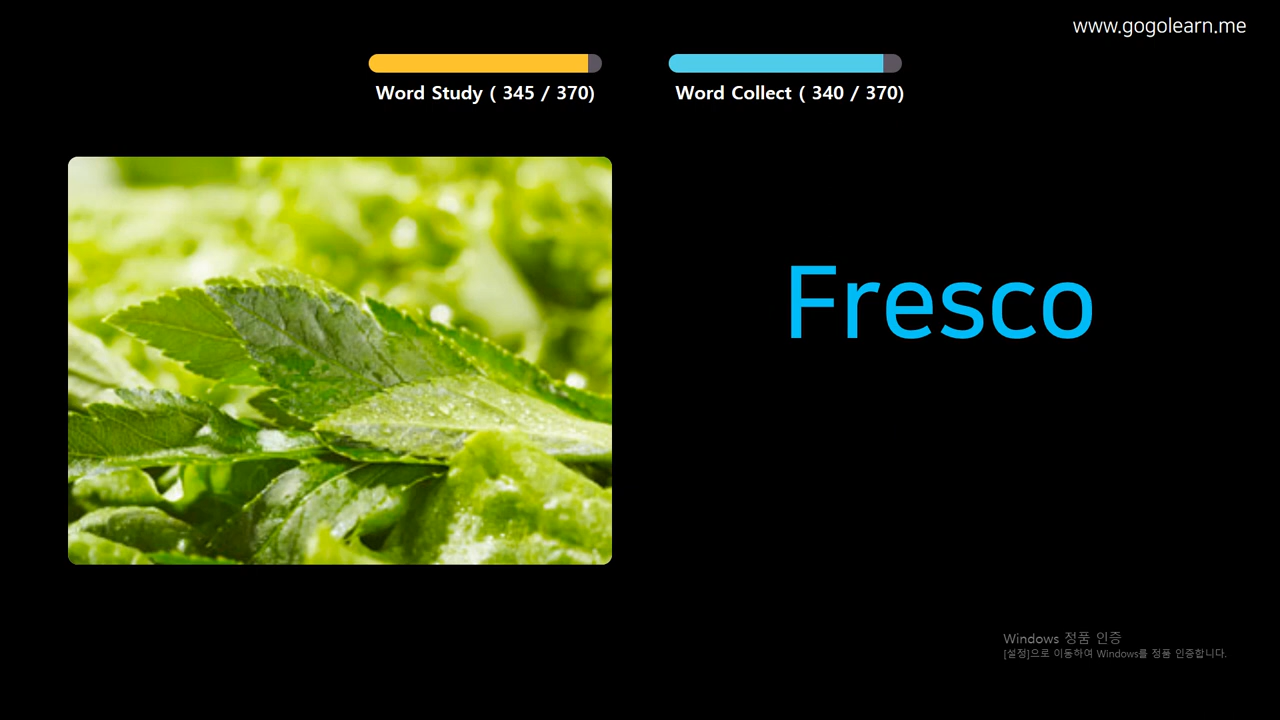 www.gogolearn.me
Word Study ( 345 / 370)
Word Collect ( 340 / 370)
Fresco
Windows 정품 인증
[설정]으로 이동하여 Windows를 정품 인증합니다.